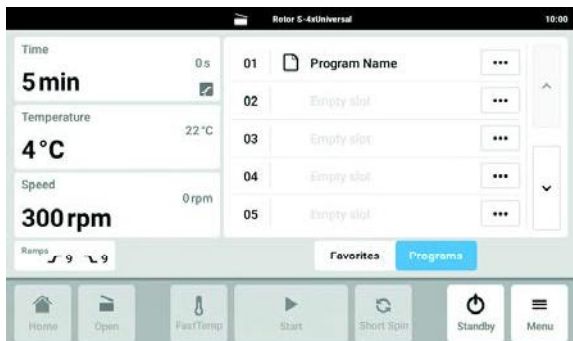 Rotor S-4xUniversal 10:00
Time
0 s
5 min
Temperature
22 °C
4 °C
Speed
0 rpm
300 rpm
Ramps 9 9
01 Program Name •••
02 Empty slot •••
03 Empty slot •••
04 Empty slot •••
05 Empty slot •••
Favorites Programs
Home Open FastTemp Start Short Spin Standby Menu